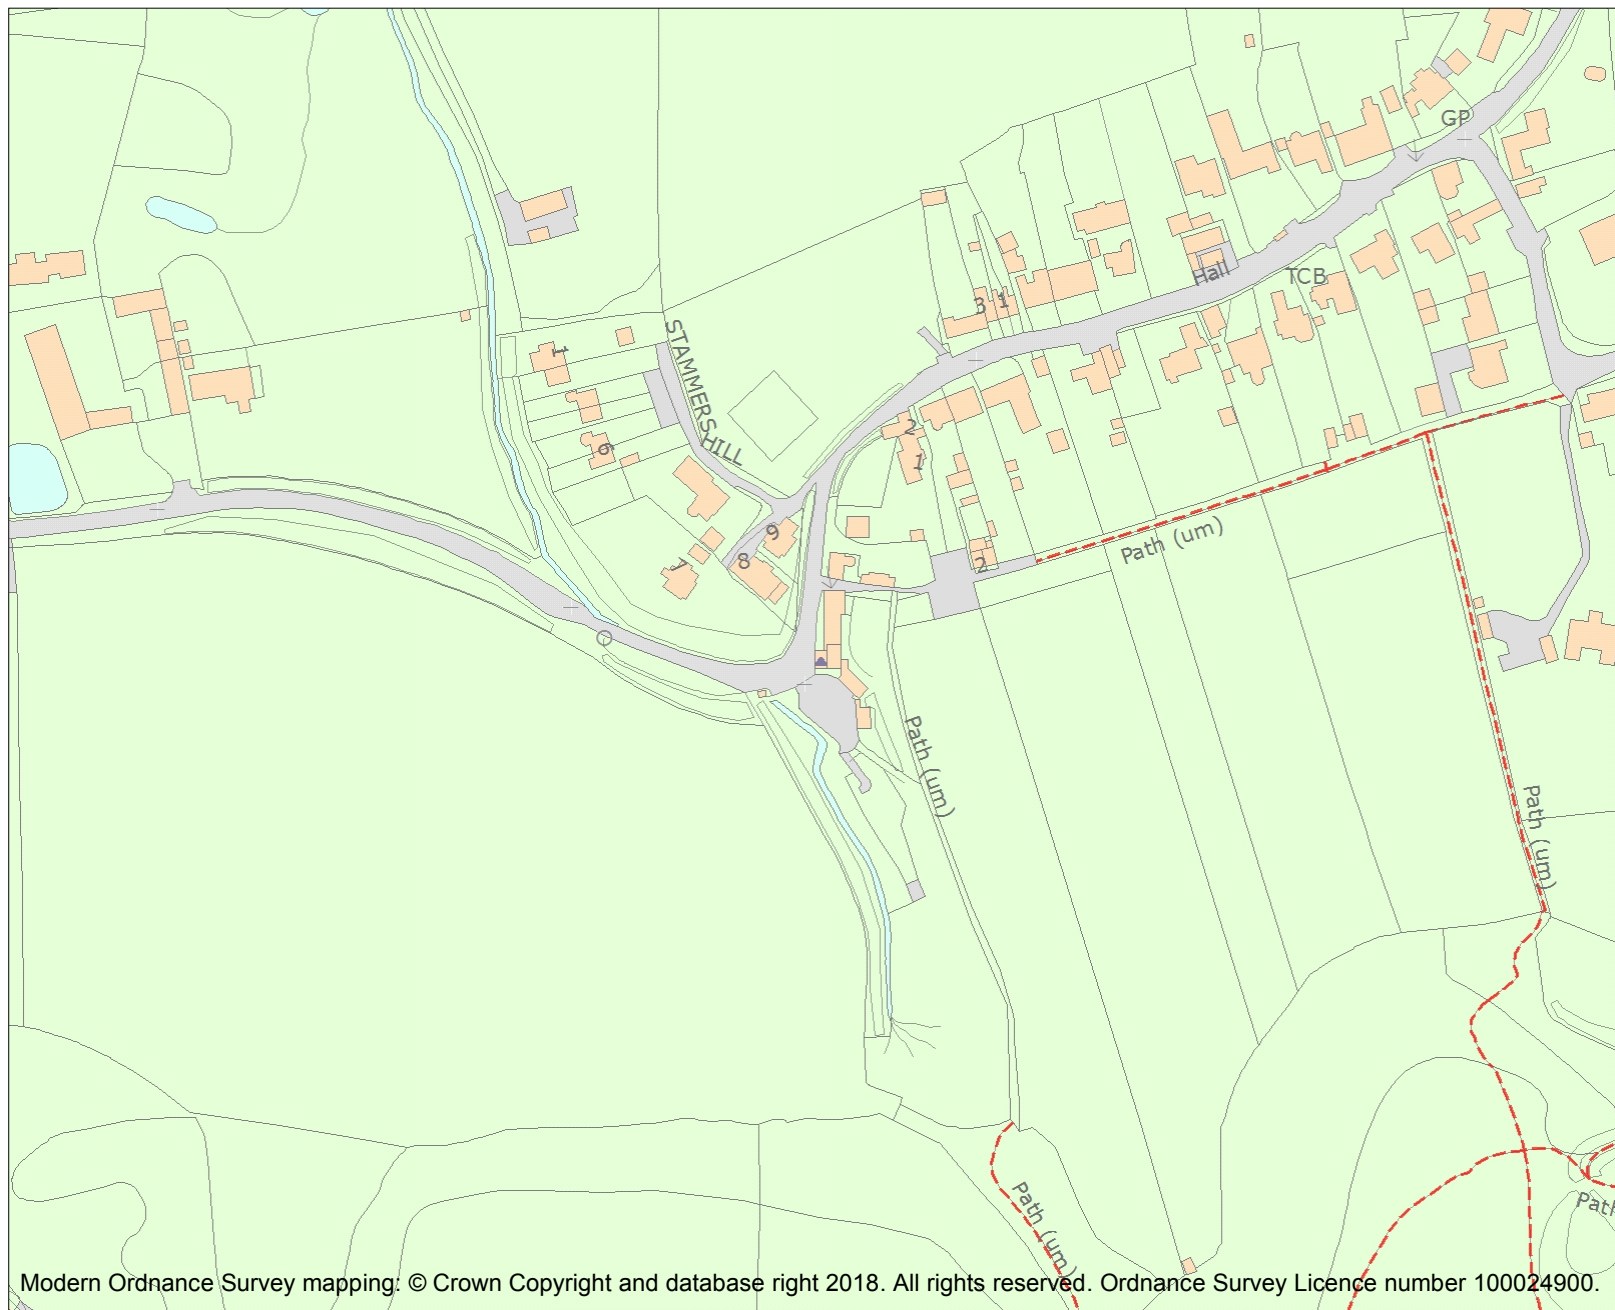 GP
Hall
TCB
3
1
STAMMERS
HILL
1
6
2
1
9
8
7
2
Path (um)
Path (um)
Path (um)
Path (um)
Path
Modern Ordnance Survey mapping: © Crown Copyright and database right 2018. All rights reserved. Ordnance Survey Licence number 100024900.